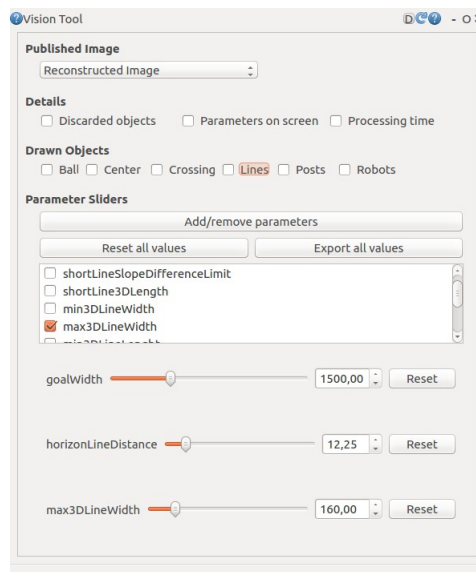 Vision Tool
D C ? - O
Published Image
Reconstructed Image
Details
Discarded objects Parameters on screen Processing time
Drawn Objects
Ball Center Crossing Lines Posts Robots
Parameter Sliders
Add/remove parameters
Reset all values Export all values
shortLineSlopeDifferenceLimit
shortLine3DLength
min3DLineWidth
max3DLineWidth
min3DLineLenght
goalWidth 1500,00 Reset
horizonLineDistance 12,25 Reset
max3DLineWidth 160,00 Reset